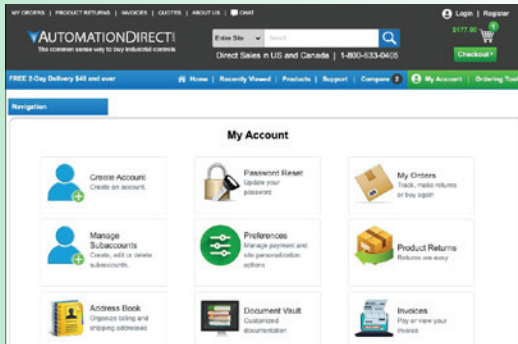 MY ORDERS | PRODUCT RETURNS | INVOICES | QUOTES | ABOUT US | CHAT
Login | Register
AUTOMATIONDIRECT
The common sense way to buy industrial controls
Entire Site
Search
$177.00
1
Direct Sales in US and Canada | 1-800-633-0405
Checkout
FREE 2-Day Delivery $49 and over
Home | Recently Viewed | Products | Support | Compare 2
My Account | Ordering Tool
Navigation
My Account
Create Account
Create an account.
Password Reset
Update your
password
My Orders
Track, make returns
or buy again
Manage
Subaccounts
Create, edit or delete
subaccounts.
Preferences
Manage payment and
site personalization
options
Product Returns
Returns are easy
Address Book
Organize billing and
shipping addresses
Document Vault
Customized
documentation
Invoices
Pay or view your
invoice